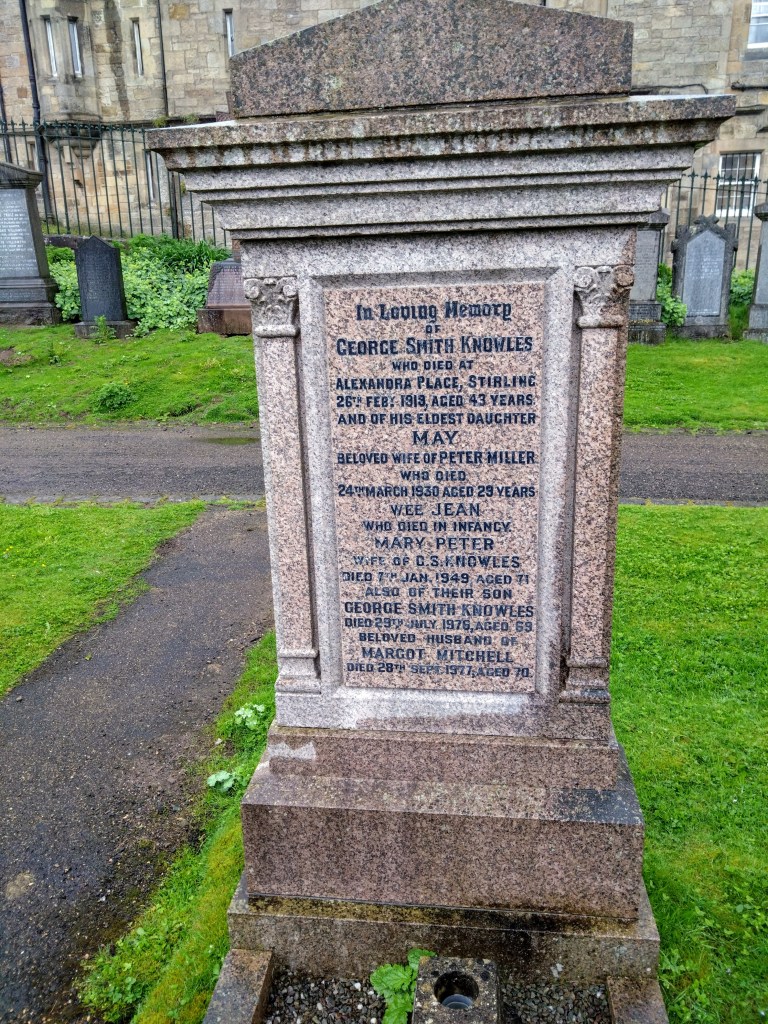 In Loving Memory
OF
GEORGE SMITH KNOWLES
WHO DIED AT
ALEXANDRA PLACE, STIRLING
26TH FEBY 1919, AGED 43 YEARS
AND OF HIS ELDEST DAUGHTER
MAY
BELOVED WIFE OF PETER MILLER
WHO DIED
24TH MARCH 1930 AGED 29 YEARS
WEE JEAN
WHO DIED IN INFANCY.
MARY PETER
WIFE OF G.S. KNOWLES
DIED 7TH JAN. 1949, AGED 71
ALSO OF THEIR SON
GEORGE SMITH KNOWLES
DIED 29TH JULY 1976, AGED 69
BELOVED HUSBAND OF
MARGOT MITCHELL
DIED 28TH SEPT. 1977, AGED 70.